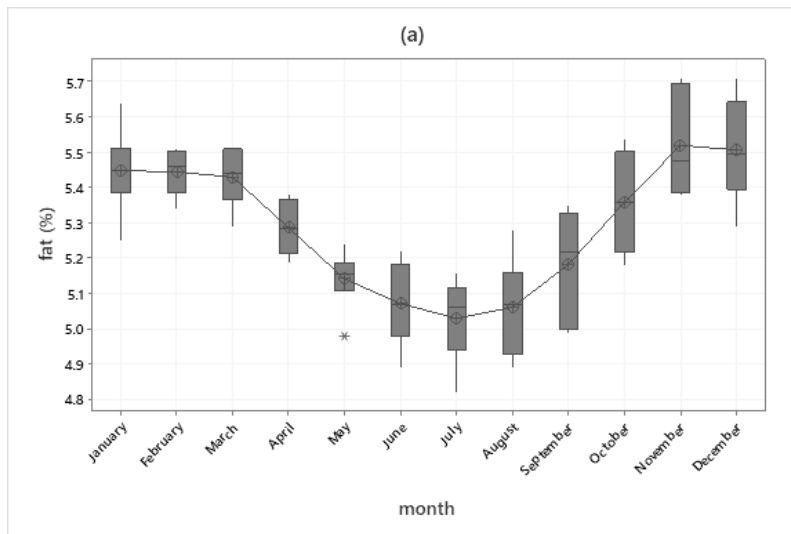 (a)
fat (%)
5.7
5.6
5.5
5.4
5.3
5.2
5.1
5.0
4.9
4.8
January
February
March
April
May
June
July
August
September
October
November
December
month